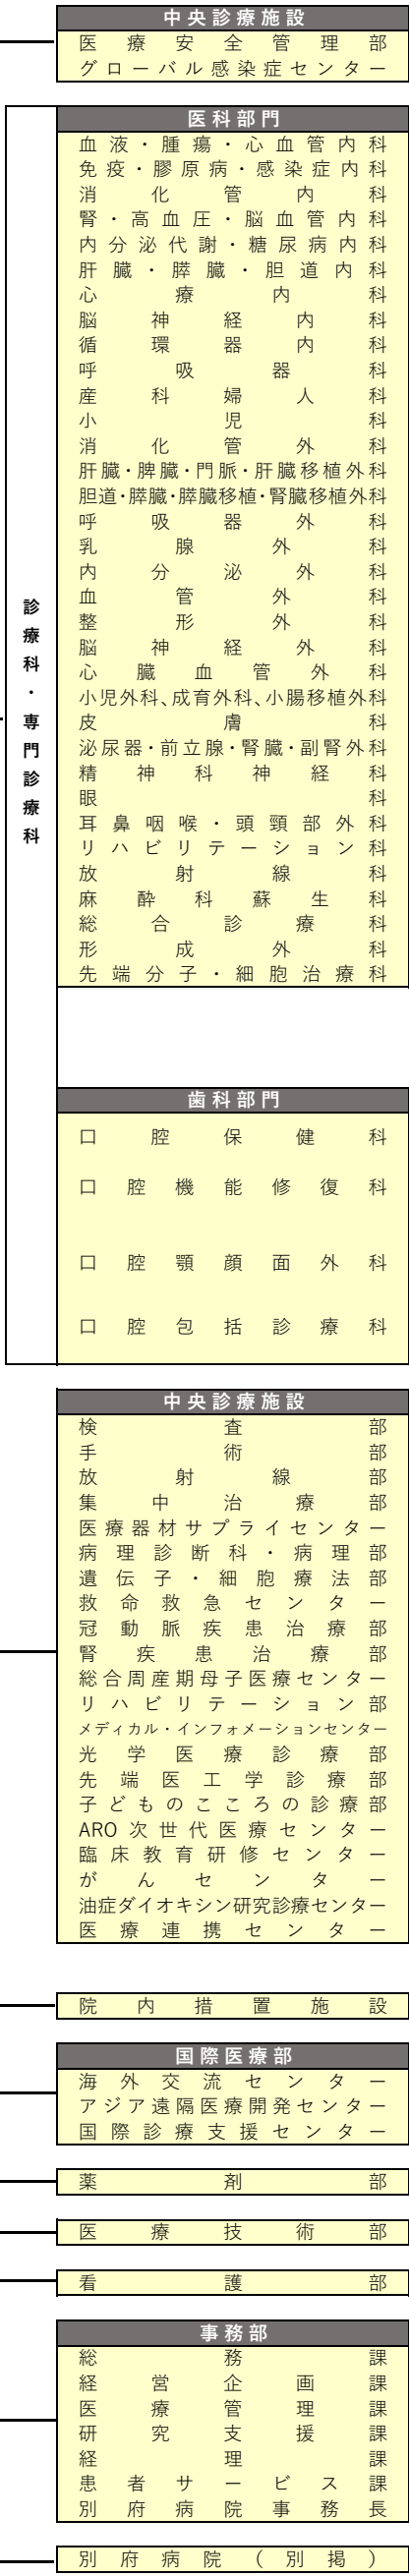 中央診療施設
医療安全管理部
グローバル感染症センター
診療科・専門診療科
医科部門
血液・腫瘍・心血管内科
免疫・膠原病・感染症内科
消化管内科
腎・高血圧・脳血管内科
内分泌代謝・糖尿病内科
肝臓・膵臓・胆道内科
心療内科
脳神経内科
循環器内科
呼吸器科
産科婦人科
小児科
消化管外科
肝臓・脾臓・門脈・肝臓移植外科
胆道・膵臓・膵臓移植・腎臓移植外科
呼吸器外科
乳腺外科
内分泌外科
血管外科
整形外科
脳神経外科
心臓血管外科
小児外科、成育外科、小腸移植外科
皮膚科
泌尿器・前立腺・腎臓・副腎外科
精神科神経科
眼科
耳鼻咽喉・頭頸部外科
リハビリテーション科
放射線科
麻酔科蘇生科
総合診療科
形成外科
先端分子・細胞治療科
歯科部門
口腔保健科
口腔機能修復科
口腔顎顔面外科
口腔包括診療科
中央診療施設
検査部
手術部
放射線部
集中治療部
医療器材サプライセンター
病理診断科・病理部
遺伝子・細胞療法部
救命救急センター
冠動脈疾患治療部
腎疾患治療部
総合周産期母子医療センター
リハビリテーション部
メディカル・インフォメーションセンター
光学医療診療部
先端医工学診療部
子どものこころの診療部
ARO次世代医療センター
臨床教育研修センター
がんセンター
油症ダイオキシン研究診療センター
医療連携センター
院内措置施設
国際医療部
海外交流センター
アジア遠隔医療開発センター
国際診療支援センター
薬剤部
医療技術部
看護部
事務部
総務課
経営企画課
医療管理課
研究支援課
経理課
患者サービス課
別府病院事務長
別府病院(別掲)